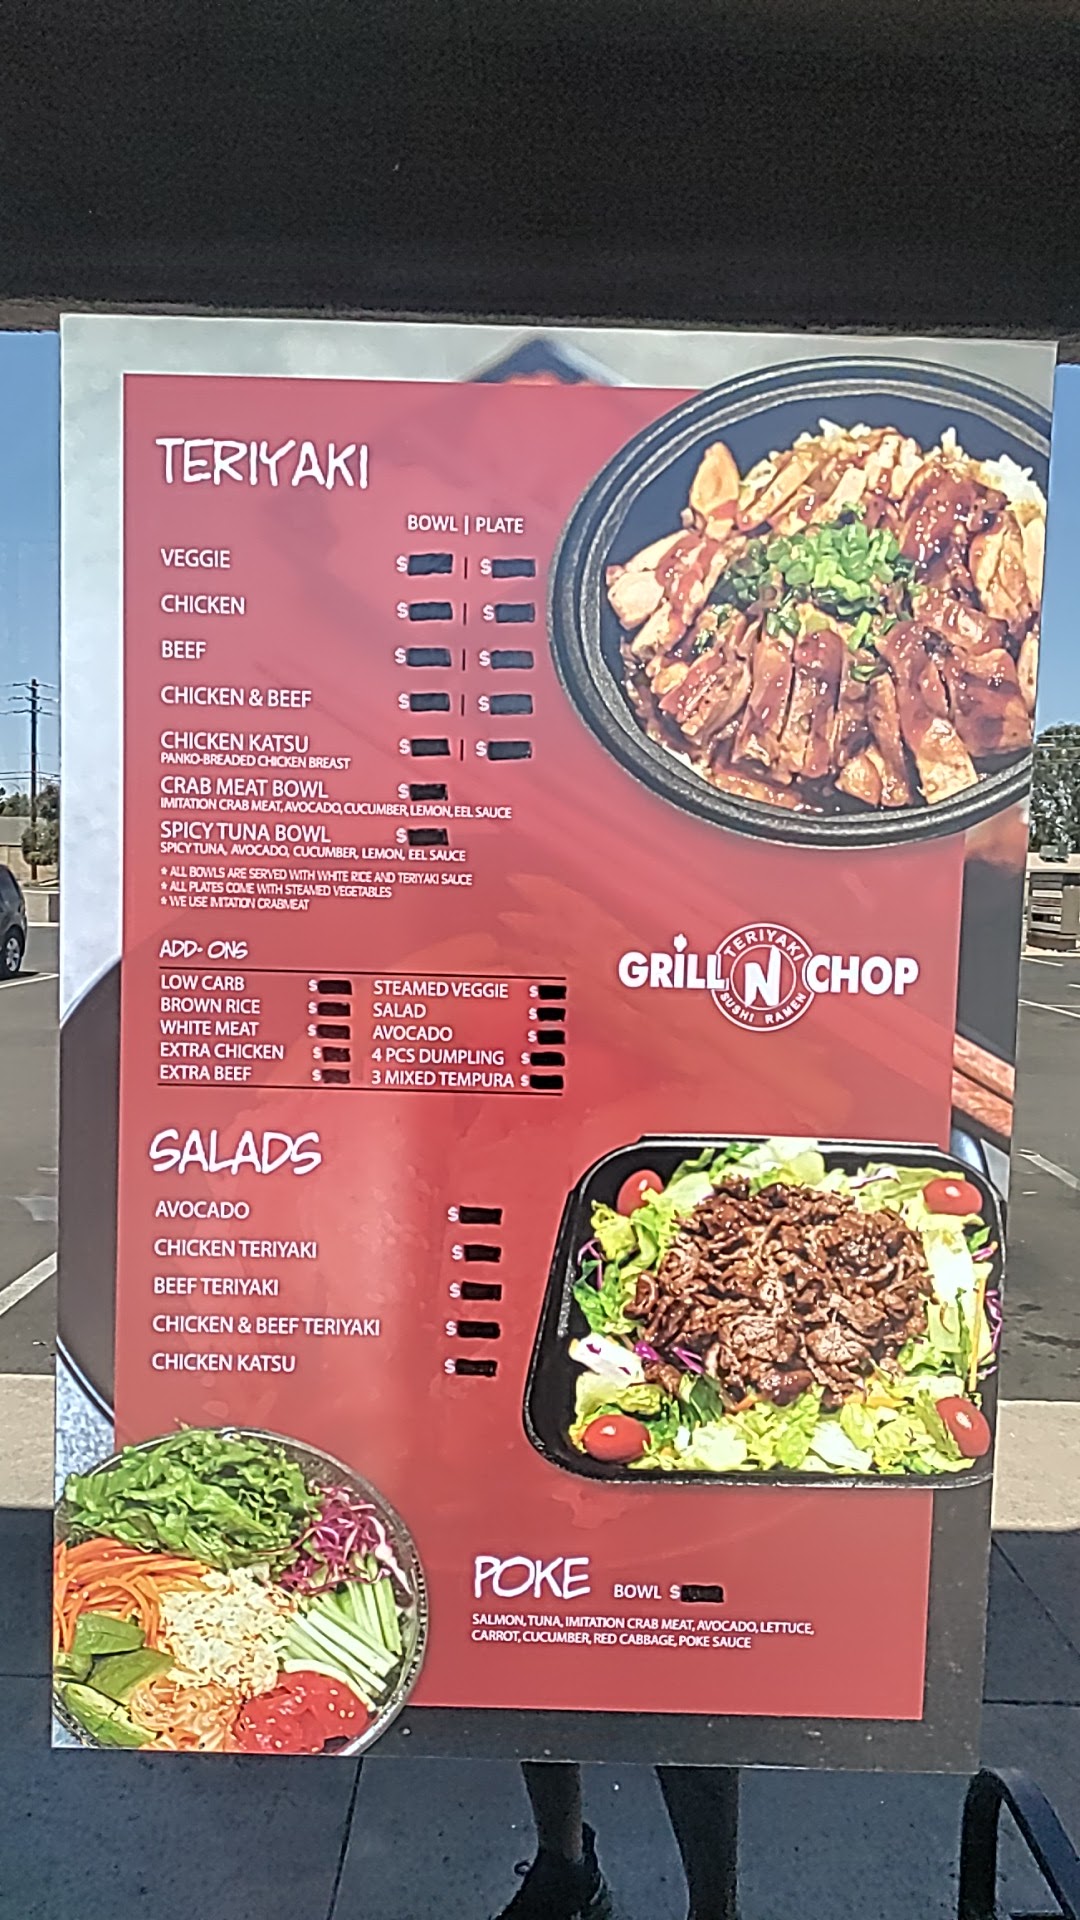 TERIYAKI
BOWL | PLATE
VEGGIE $ | $
CHICKEN $ | $
BEEF $ | $
CHICKEN & BEEF $ | $
CHICKEN KATSU $ | $
PANKO-BREADED CHICKEN BREAST
CRAB MEAT BOWL $
IMITATION CRAB MEAT, AVOCADO, CUCUMBER, LEMON, EEL SAUCE
SPICY TUNA BOWL $
SPICY TUNA, AVOCADO, CUCUMBER, LEMON, EEL SAUCE
* ALL BOWLS ARE SERVED WITH WHITE RICE AND TERIYAKI SAUCE
* ALL PLATES COME WITH STEAMED VEGETABLES
* WE USE IMITATION CRABMEAT
GRILL N CHOP
TERIYAKI
SUSHI RAMEN
ADD-ONS
LOW CARB $ STEAMED VEGGIE $
BROWN RICE $ SALAD $
WHITE MEAT $ AVOCADO $
EXTRA CHICKEN $ 4 PCS DUMPLING $
EXTRA BEEF $ 3 MIXED TEMPURA $
SALADS
AVOCADO $
CHICKEN TERIYAKI $
BEEF TERIYAKI $
CHICKEN & BEEF TERIYAKI $
CHICKEN KATSU $
POKE BOWL $
SALMON, TUNA, IMITATION CRAB MEAT, AVOCADO, LETTUCE,
CARROT, CUCUMBER, RED CABBAGE, POKE SAUCE